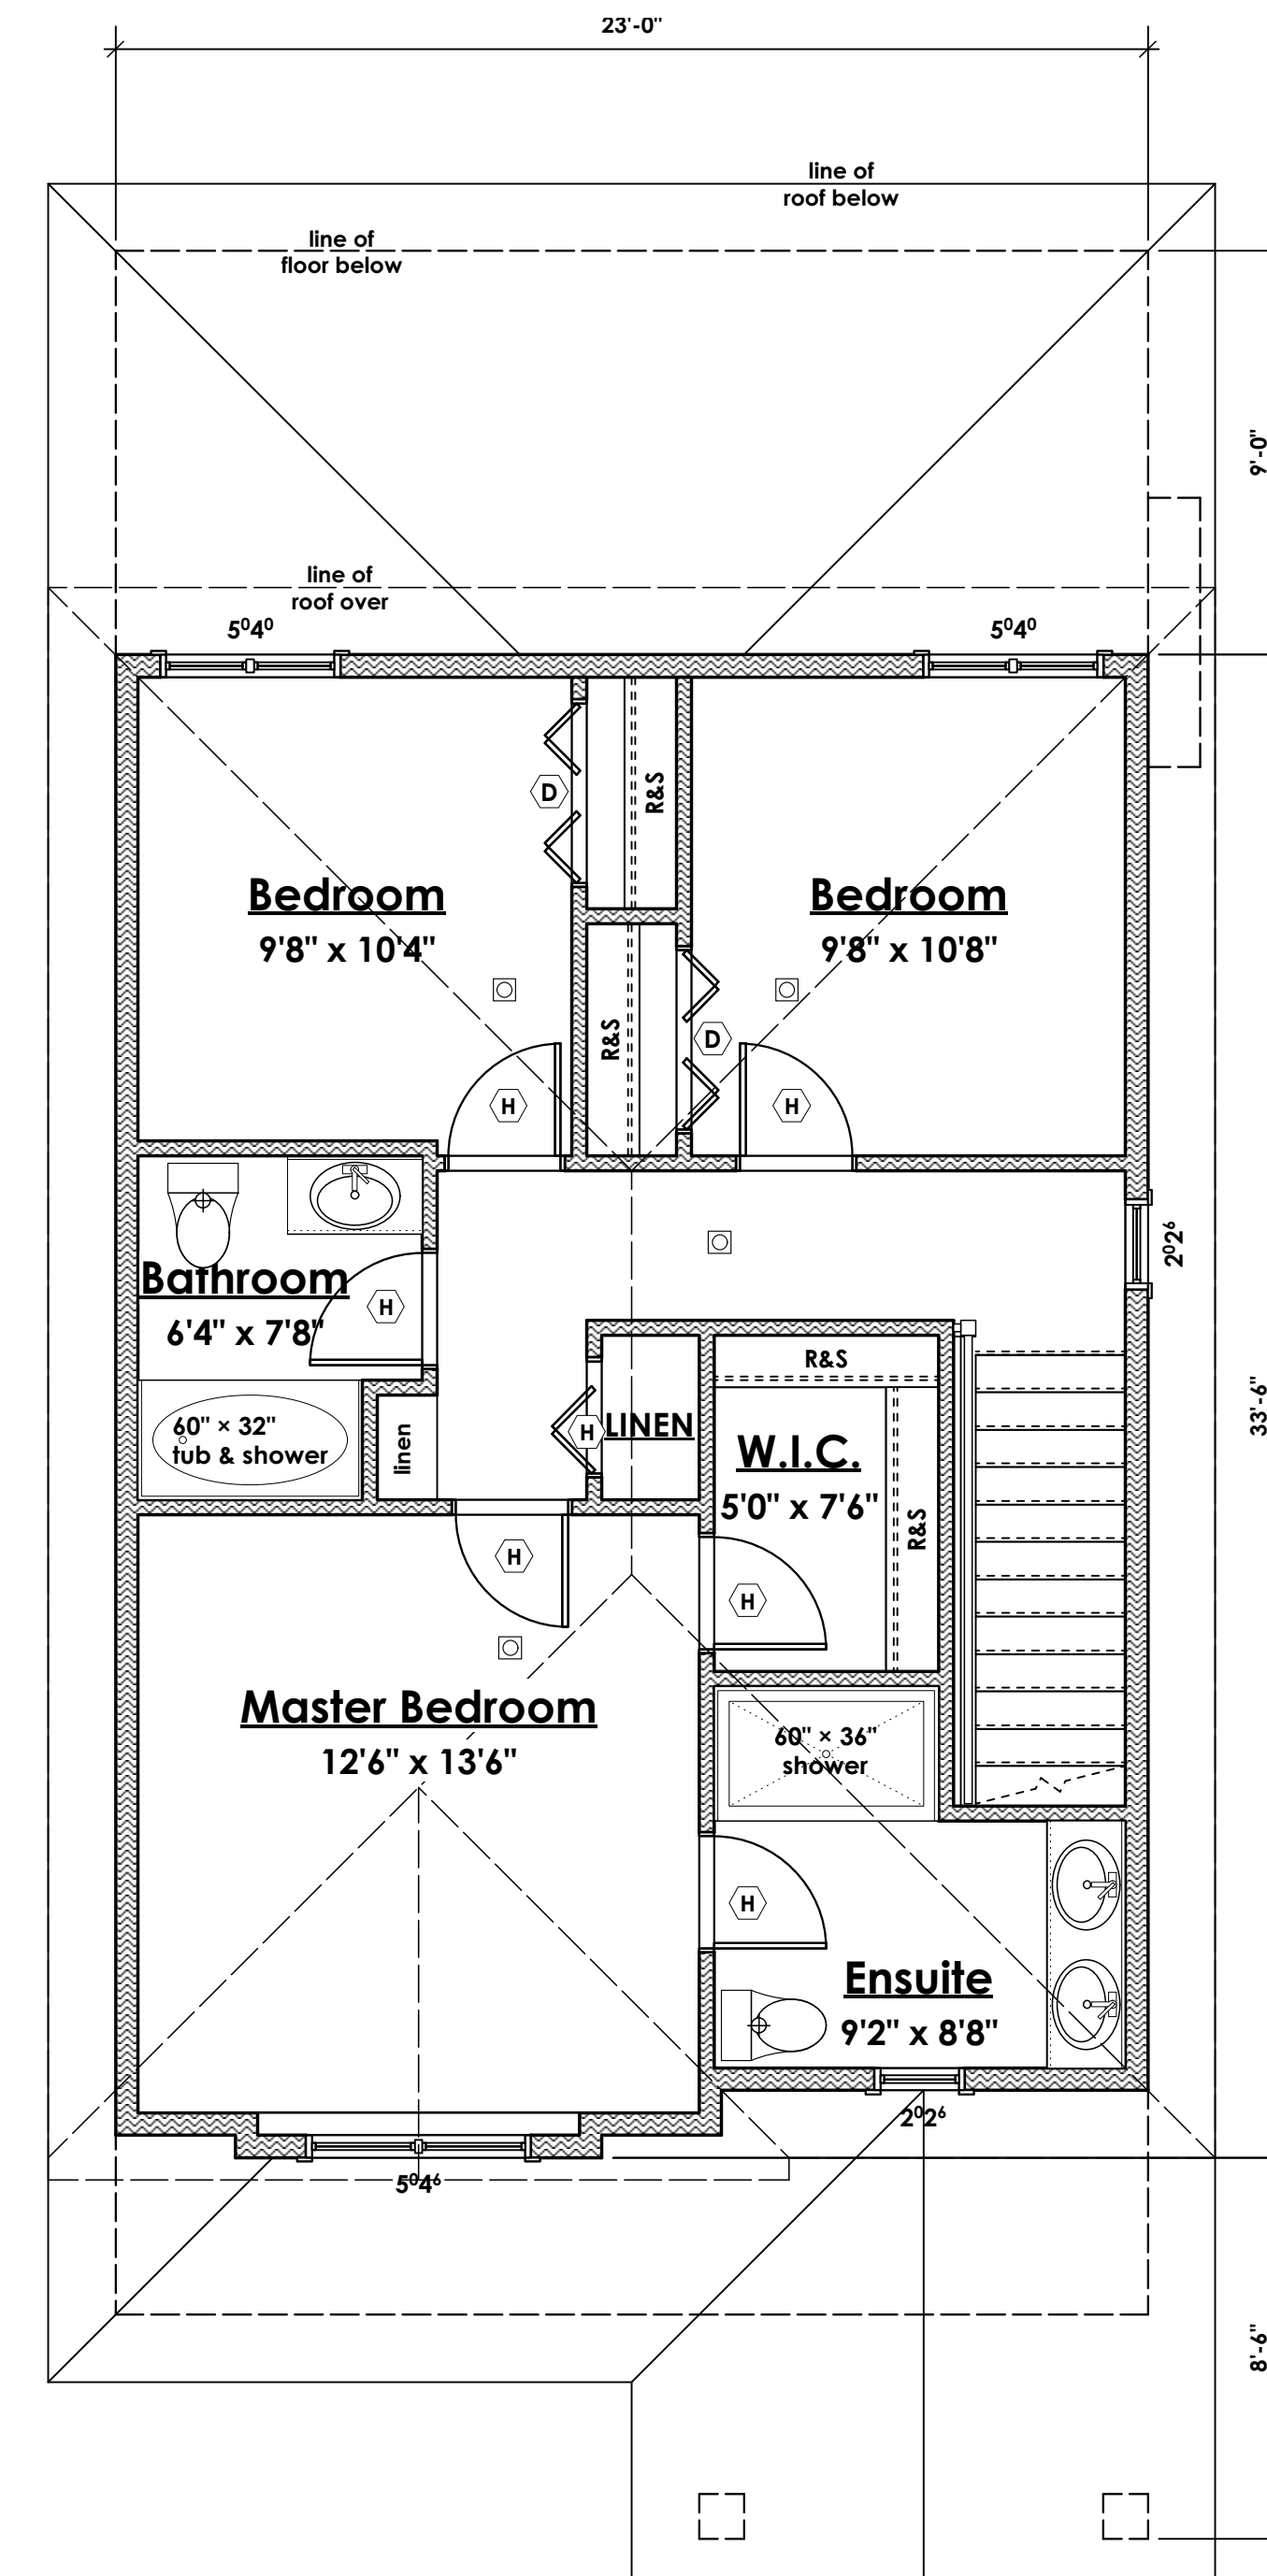 23'-0"
line of
roof below
line of
floor below
9'-0"
line of
roof over
5⁰4⁰
5⁰4⁰
R&S
D
Bedroom
9'8" x 10'4"
Bedroom
9'8" x 10'8"
R&S
D
H
H
2⁰2⁶
Bathroom
6'4" x 7'8"
H
R&S
33'-6"
60" × 32"
tub & shower
linen
H
LINEN
W.I.C.
5'0" x 7'6"
R&S
H
H
Master Bedroom
12'6" x 13'6"
60" × 36"
shower
H
Ensuite
9'2" x 8'8"
2⁰2⁶
5⁰4⁶
8'-6"